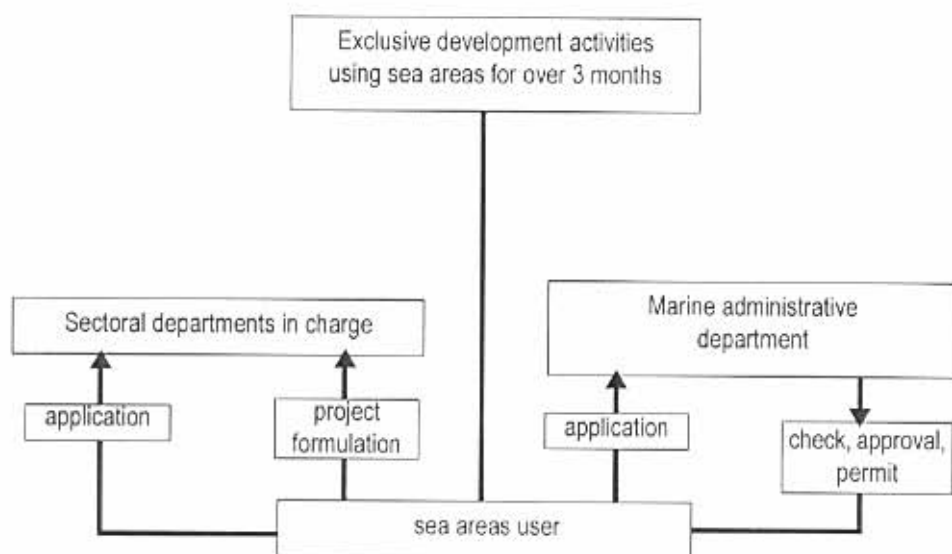 Exclusive development activities
using sea areas for over 3 months
Sectoral departments in charge
Marine administrative
department
application
project
formulation
application
check, approval,
permit
sea areas user